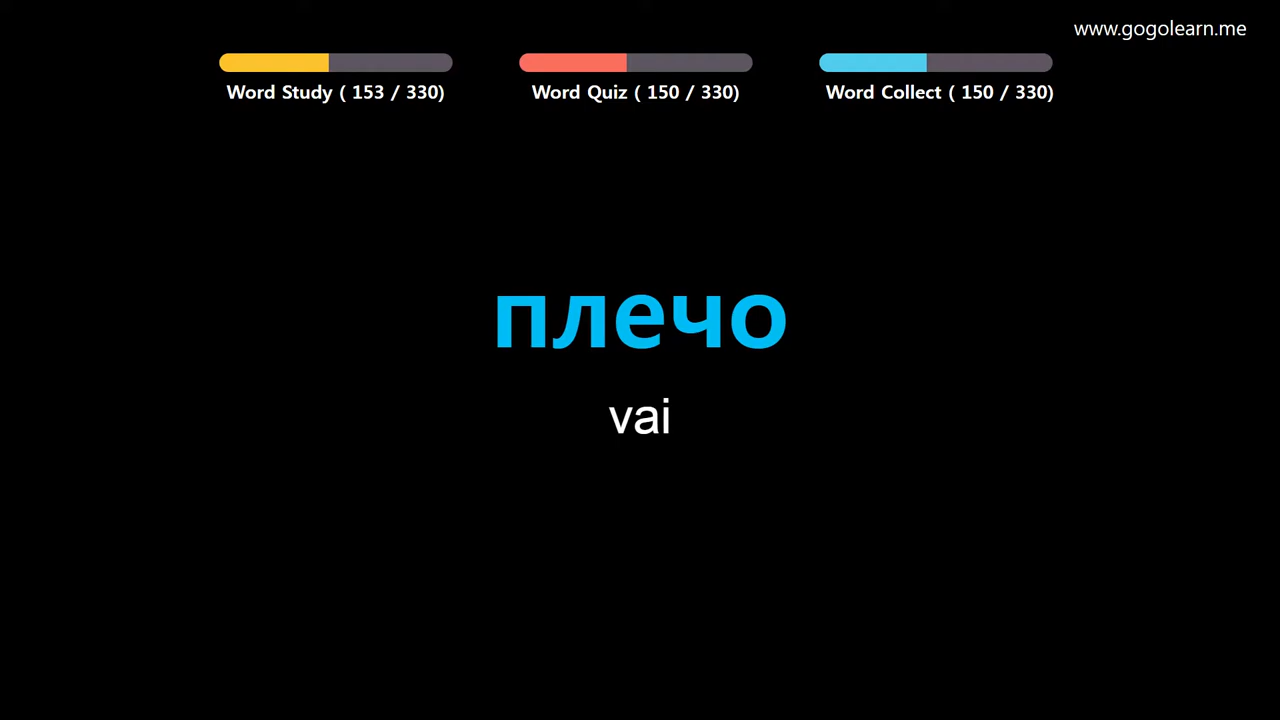 www.gogolearn.me
Word Study ( 153 / 330)
Word Quiz ( 150 / 330)
Word Collect ( 150 / 330)
плечо
vai